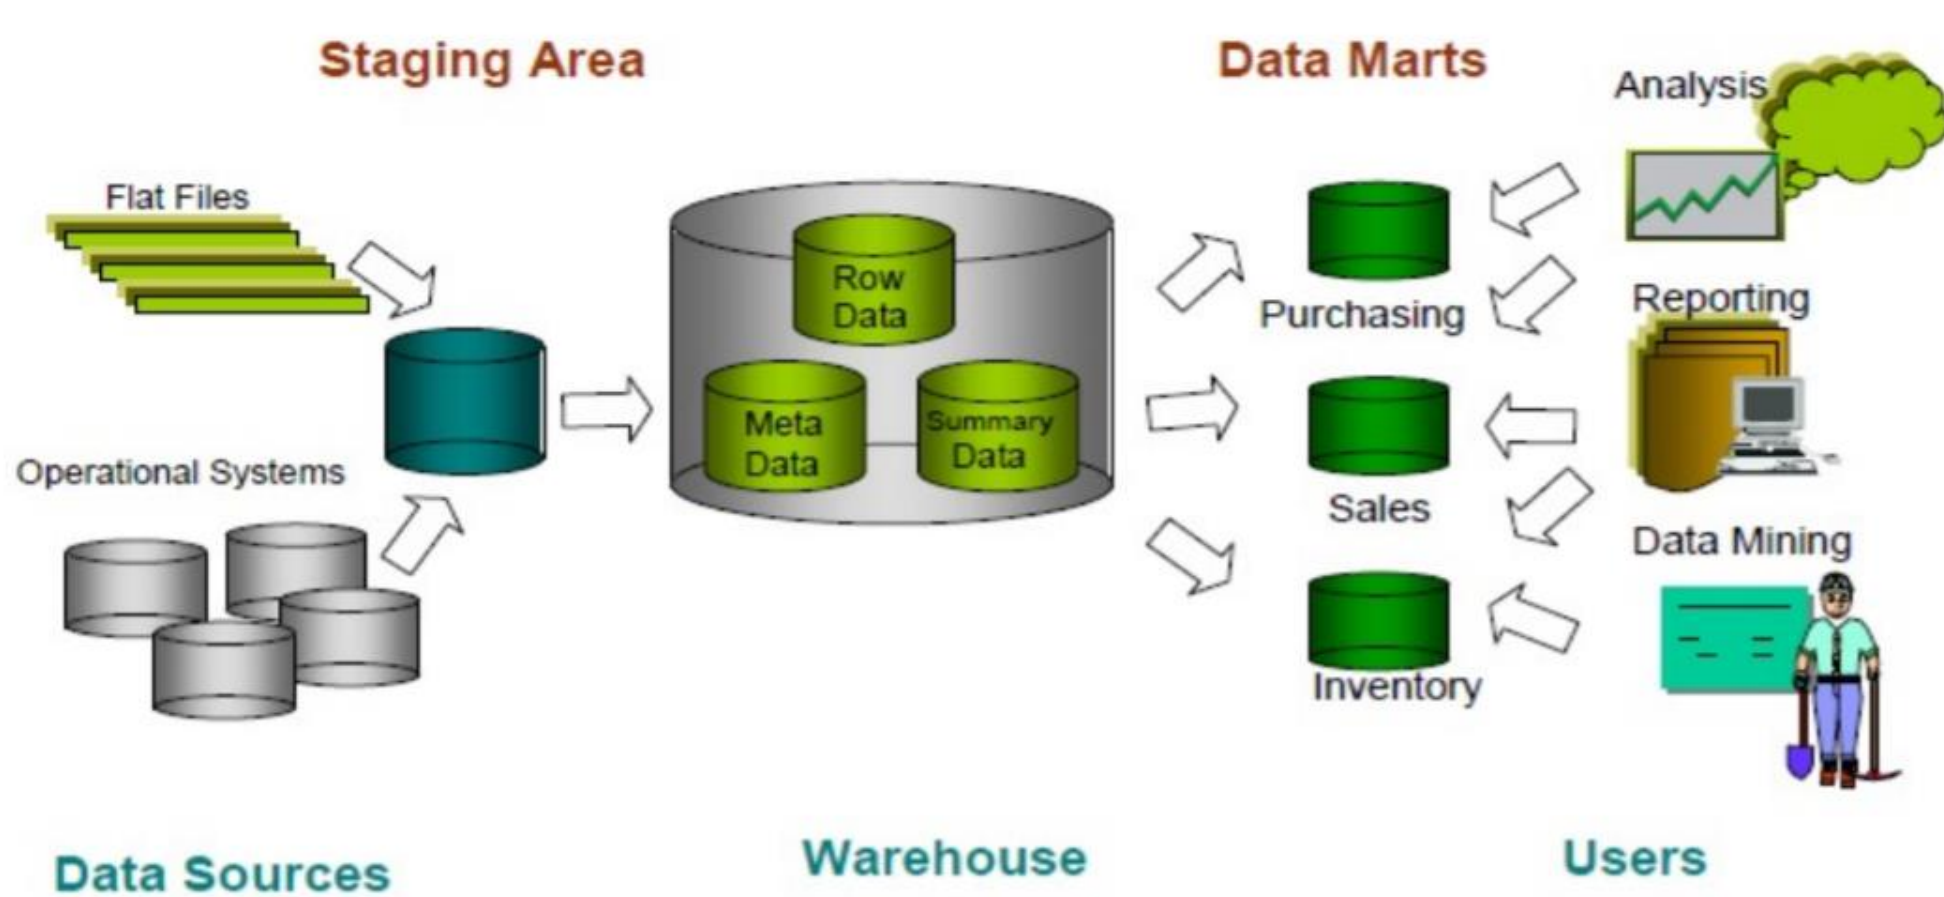 Staging Area
Data Marts
Analysis
Flat Files
Row
Data
Reporting
Purchasing
Meta
Data
Summary
Data
Operational Systems
Sales
Data Mining
Inventory
Data Sources
Warehouse
Users